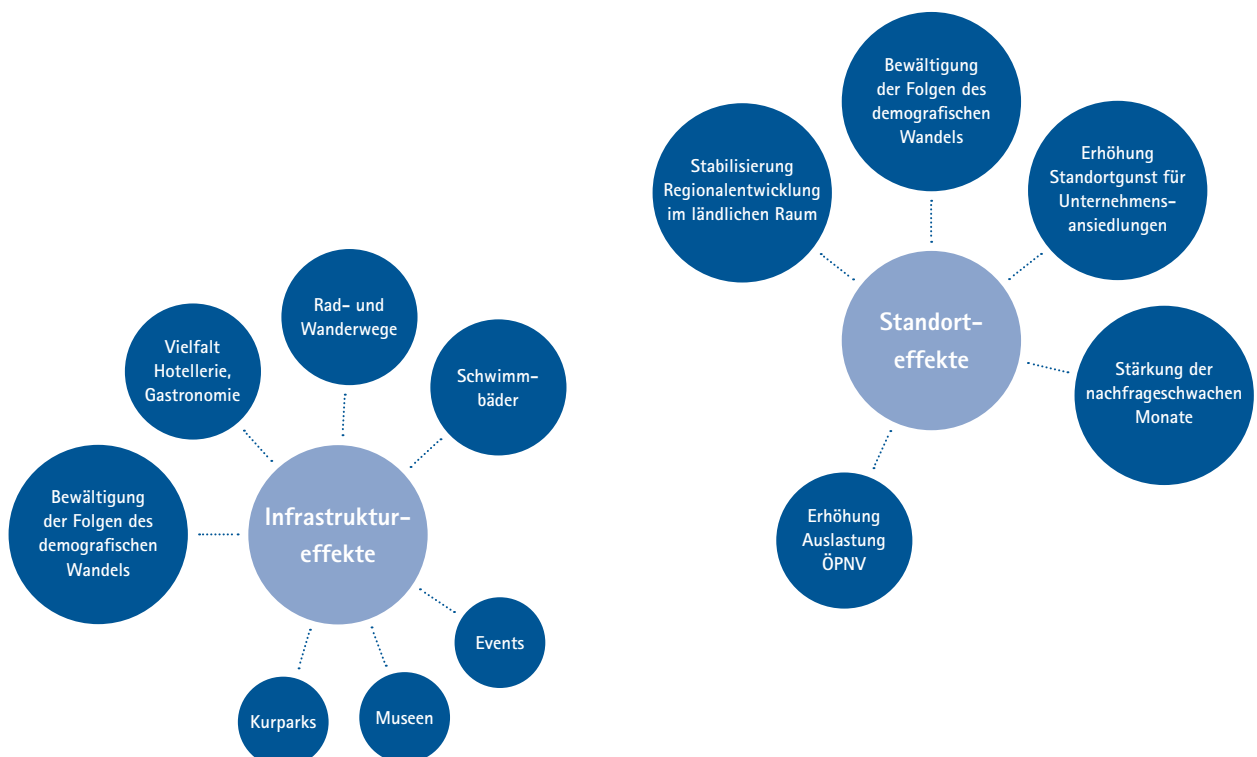 Rad- und
Wanderwege
Vielfalt
Hotellerie,
Gastronomie
Schwimm-
bäder
Bewältigung
der Folgen des
demografischen
Wandels
Infrastruktur-
effekte
Events
Kurparks
Museen
Bewältigung
der Folgen des
demografischen
Wandels
Stabilisierung
Regionalentwicklung
im ländlichen Raum
Erhöhung
Standortgunst für
Unternehmens-
ansiedlungen
Standort-
effekte
Stärkung der
nachfrageschwachen
Monate
Erhöhung
Auslastung
ÖPNV